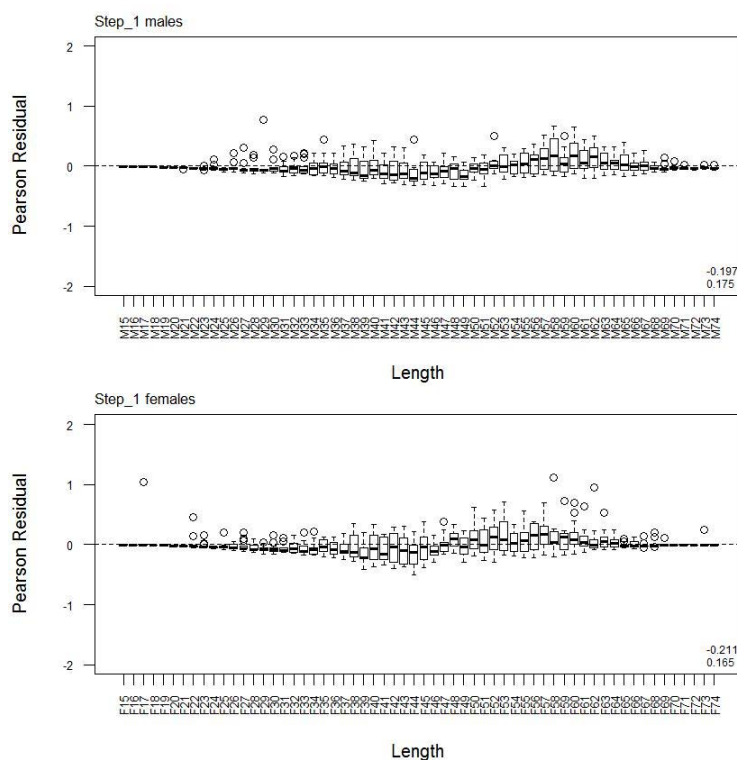 Step_1 males
Pearson Residual
2
1
0
-1
-2
-0.197
0.175
M15 M16 M17 M18 M19 M20 M21 M22 M23 M24 M25 M26 M27 M28 M29 M30 M31 M32 M33 M34 M35 M36 M37 M38 M39 M40 M41 M42 M43 M44 M45 M46 M47 M48 M49 M50 M51 M52 M53 M54 M55 M56 M57 M58 M59 M60 M61 M62 M63 M64 M65 M66 M67 M68 M69 M70 M71 M72 M73 M74
Length
Step_1 females
Pearson Residual
2
1
0
-1
-2
-0.211
0.165
F15 F16 F17 F18 F19 F20 F21 F22 F23 F24 F25 F26 F27 F28 F29 F30 F31 F32 F33 F34 F35 F36 F37 F38 F39 F40 F41 F42 F43 F44 F45 F46 F47 F48 F49 F50 F51 F52 F53 F54 F55 F56 F57 F58 F59 F60 F61 F62 F63 F64 F65 F66 F67 F68 F69 F70 F71 F72 F73 F74
Length